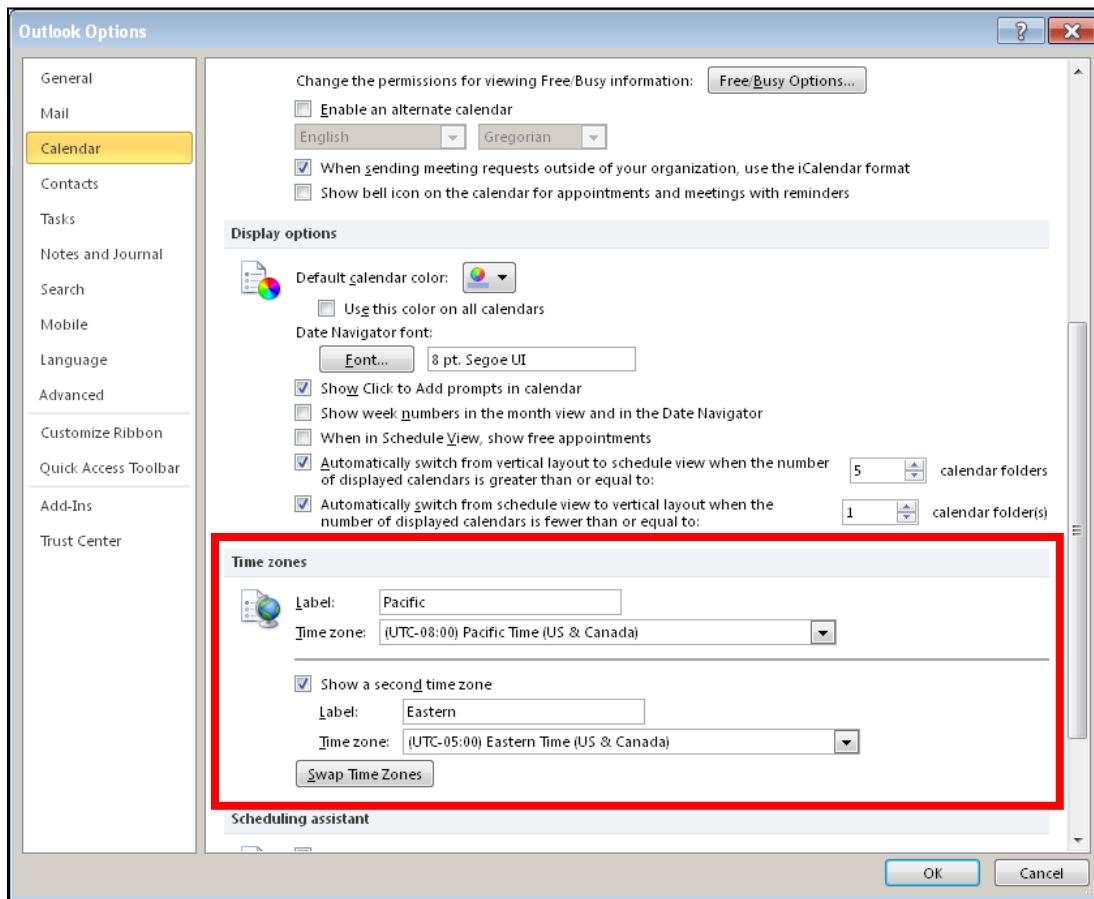 Outlook Options
General
Mail
Calendar
Contacts
Tasks
Notes and Journal
Search
Mobile
Language
Advanced
Customize Ribbon
Quick Access Toolbar
Add-Ins
Trust Center
Change the permissions for viewing Free/Busy information: Free/Busy Options...
Enable an alternate calendar
English Gregorian
When sending meeting requests outside of your organization, use the iCalendar format
Show bell icon on the calendar for appointments and meetings with reminders
Display options
Default calendar color:
Use this color on all calendars
Date Navigator font:
Font... 8 pt. Segoe UI
Show Click to Add prompts in calendar
Show week numbers in the month view and in the Date Navigator
When in Schedule View, show free appointments
Automatically switch from vertical layout to schedule view when the number
of displayed calendars is greater than or equal to: 5 calendar folders
Automatically switch from schedule view to vertical layout when the
number of displayed calendars is fewer than or equal to: 1 calendar folder(s)
Time zones
Label: Pacific
Time zone: (UTC-08:00) Pacific Time (US & Canada)
Show a second time zone
Label: Eastern
Time zone: (UTC-05:00) Eastern Time (US & Canada)
Swap Time Zones
Scheduling assistant
OK Cancel